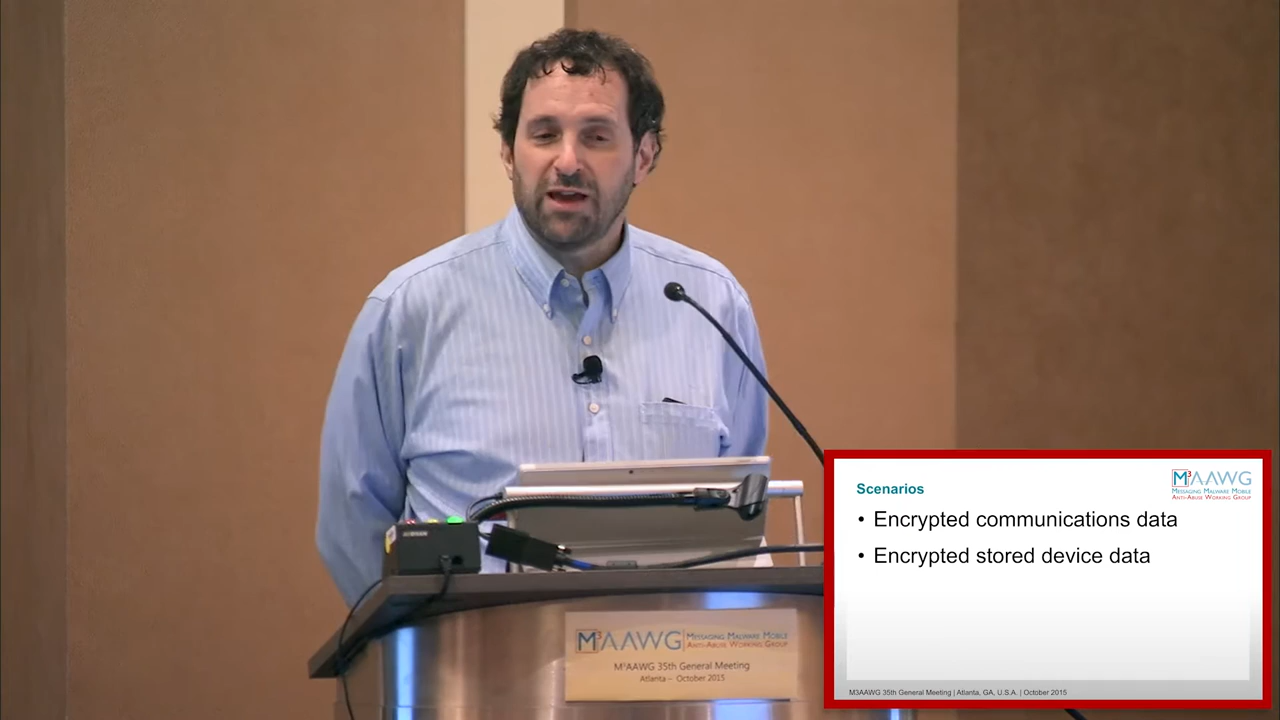 Scenarios
M³AAWG
MESSAGING MALWARE MOBILE
ANTI-ABUSE WORKING GROUP
• Encrypted communications data
• Encrypted stored device data
M3AAWG 35th General Meeting | Atlanta, GA, U.S.A. | October 2015
M³AAWG
MESSAGING MALWARE MOBILE
ANTI-ABUSE WORKING GROUP
M³AAWG 35th General Meeting
Atlanta – October 2015